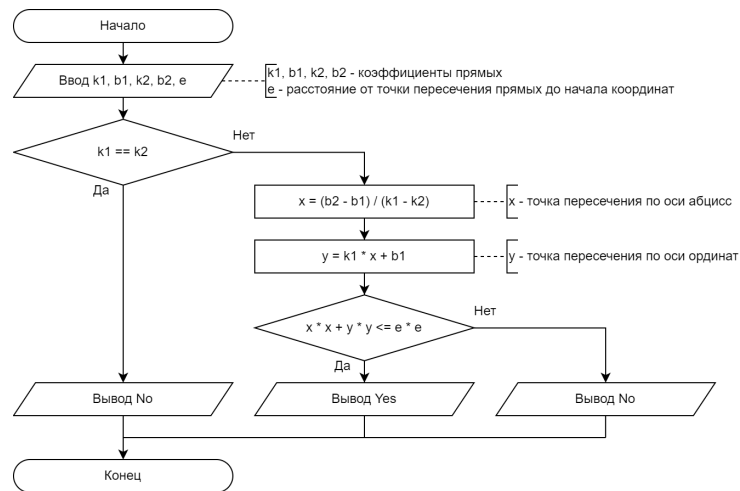 Начало
Ввод k1, b1, k2, b2, e
k1, b1, k2, b2 - коэффициенты прямых
e - расстояние от точки пересечения прямых до начала координат
k1 == k2
Нет
Да
x = (b2 - b1) / (k1 - k2)
x - точка пересечения по оси абцисс
y = k1 * x + b1
y - точка пересечения по оси ординат
x * x + y * y <= e * e
Нет
Да
Вывод No
Вывод Yes
Вывод No
Конец